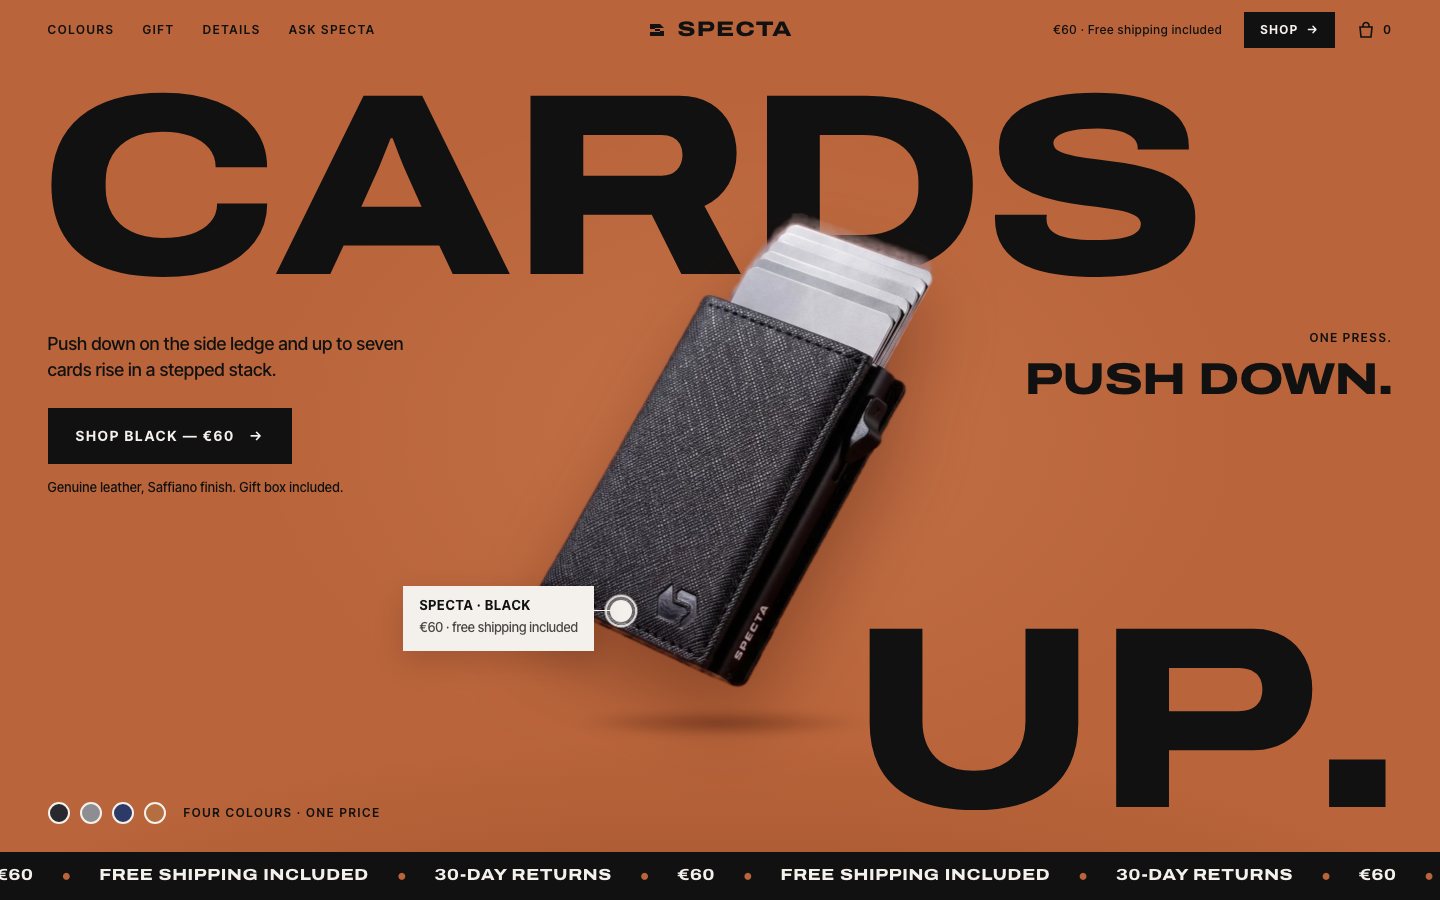 COLOURS GIFT DETAILS ASK SPECTA
SPECTA
€60 · Free shipping included
SHOP →
0
CARDS
Push down on the side ledge and up to seven
cards rise in a stepped stack.
SHOP BLACK — €60 →
Genuine leather, Saffiano finish. Gift box included.
ONE PRESS.
PUSH DOWN.
SPECTA · BLACK
€60 · free shipping included
SPECTA
UP.
FOUR COLOURS · ONE PRICE
€60 • FREE SHIPPING INCLUDED • 30-DAY RETURNS • €60 • FREE SHIPPING INCLUDED • 30-DAY RETURNS • €60 •